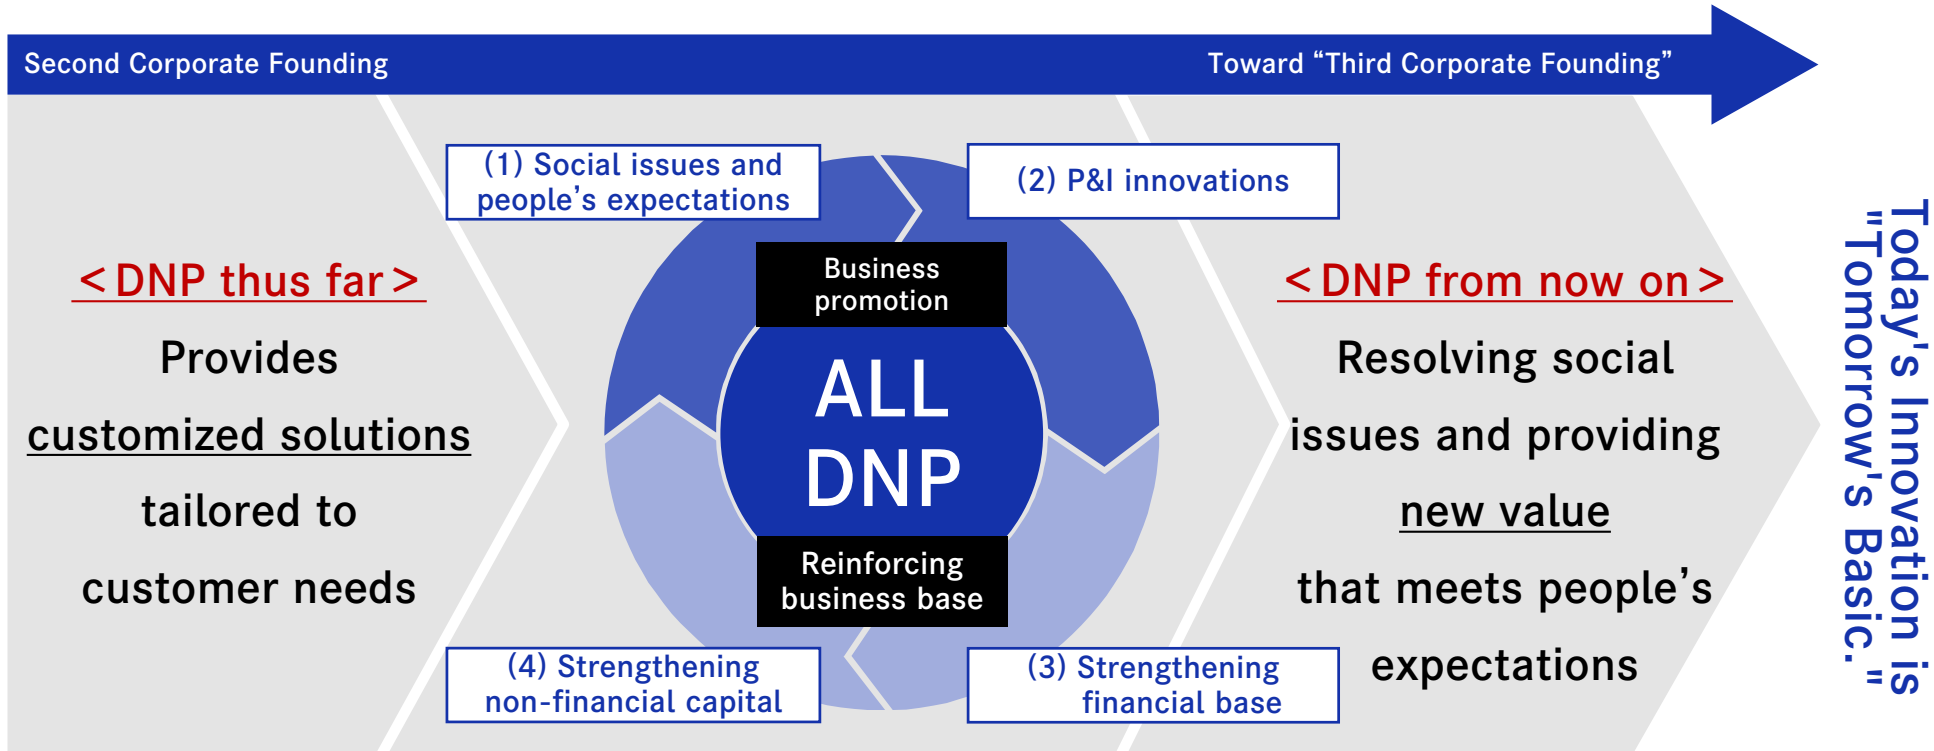 Second Corporate Founding
Toward “Third Corporate Founding”
<DNP thus far>
Provides
customized solutions
tailored to
customer needs
(1) Social issues and
people’s expectations
(2) P&I innovations
Business
promotion
ALL
DNP
Reinforcing
business base
(4) Strengthening
non-financial capital
(3) Strengthening
financial base
<DNP from now on>
Resolving social
issues and providing
new value
that meets people’s
expectations
Today's Innovation is
"Tomorrow's Basic."